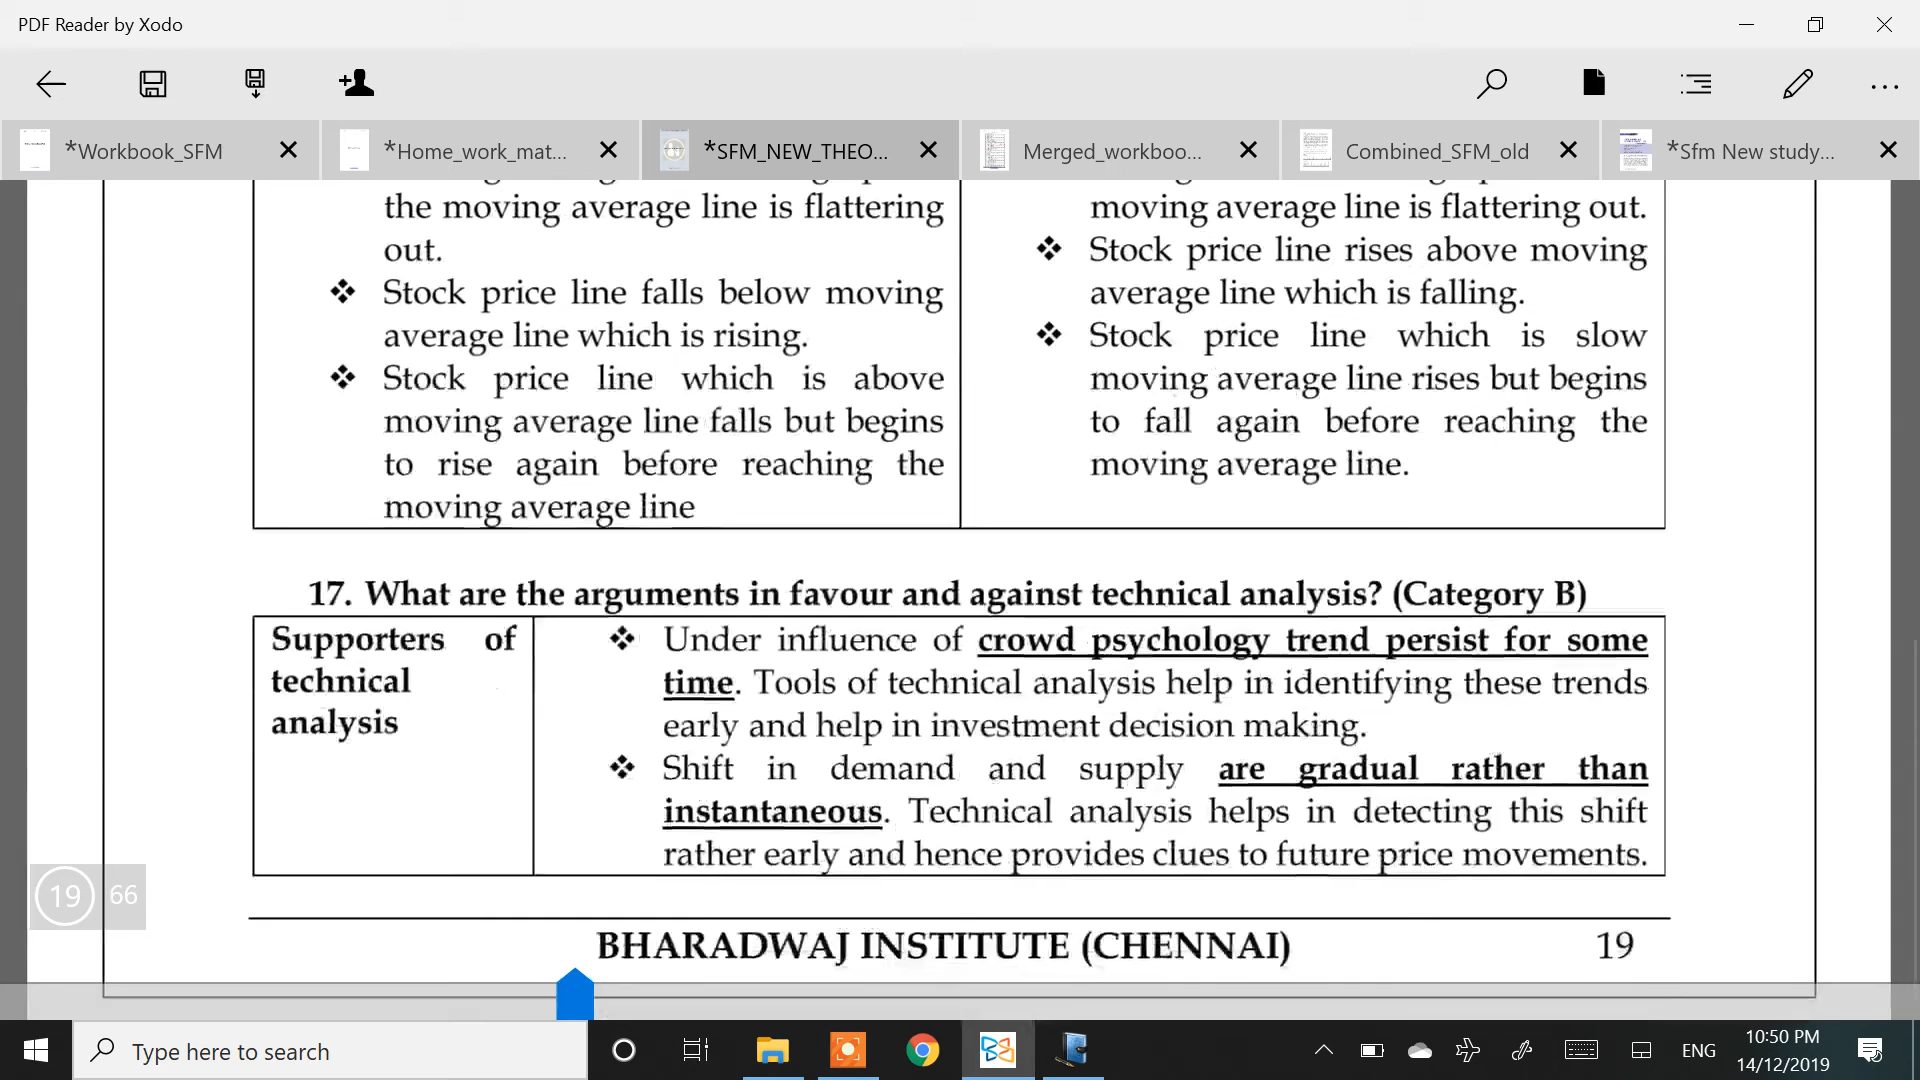 PDF Reader by Xodo
*Workbook_SFM
*Home_work_mat...
*SFM_NEW_THEO...
Merged_workboo...
Combined_SFM_old
*Sfm New study...
the moving average line is flattering
out.
❖ Stock price line falls below moving
average line which is rising.
❖ Stock price line which is above
moving average line falls but begins
to rise again before reaching the
moving average line
moving average line is flattering out.
❖ Stock price line rises above moving
average line which is falling.
❖ Stock price line which is slow
moving average line rises but begins
to fall again before reaching the
moving average line.
17. What are the arguments in favour and against technical analysis? (Category B)
Supporters of
technical
analysis
❖ Under influence of crowd psychology trend persist for some
time. Tools of technical analysis help in identifying these trends
early and help in investment decision making.
❖ Shift in demand and supply are gradual rather than
instantaneous. Technical analysis helps in detecting this shift
rather early and hence provides clues to future price movements.
19 66
BHARADWAJ INSTITUTE (CHENNAI) 19
Type here to search
ENG
10:50 PM
14/12/2019